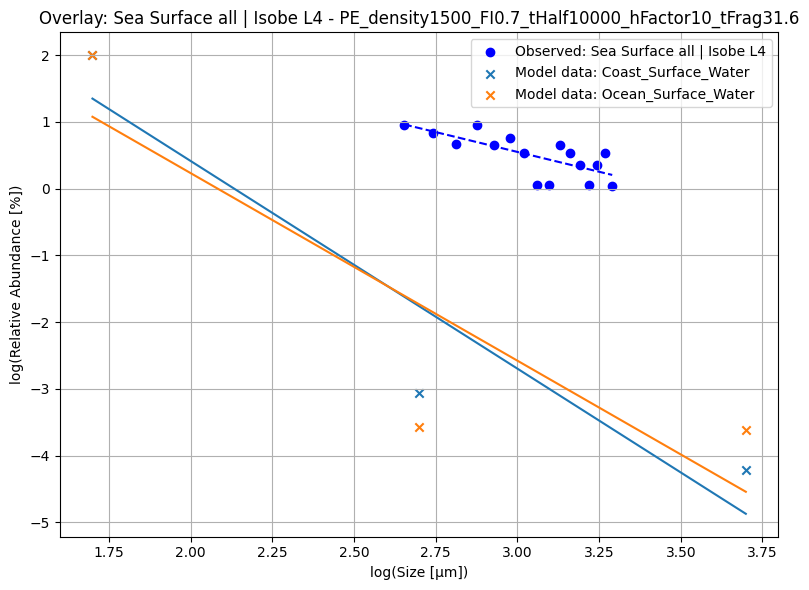 Overlay: Sea Surface all | Isobe L4 - PE_density1500_FI0.7_tHalf10000_hFactor10_tFrag31.6
Observed: Sea Surface all | Isobe L4
Model data: Coast_Surface_Water
Model data: Ocean_Surface_Water
log(Relative Abundance [%])
2
1
0
−1
−2
−3
−4
−5
1.75 2.00 2.25 2.50 2.75 3.00 3.25 3.50 3.75
log(Size [μm])